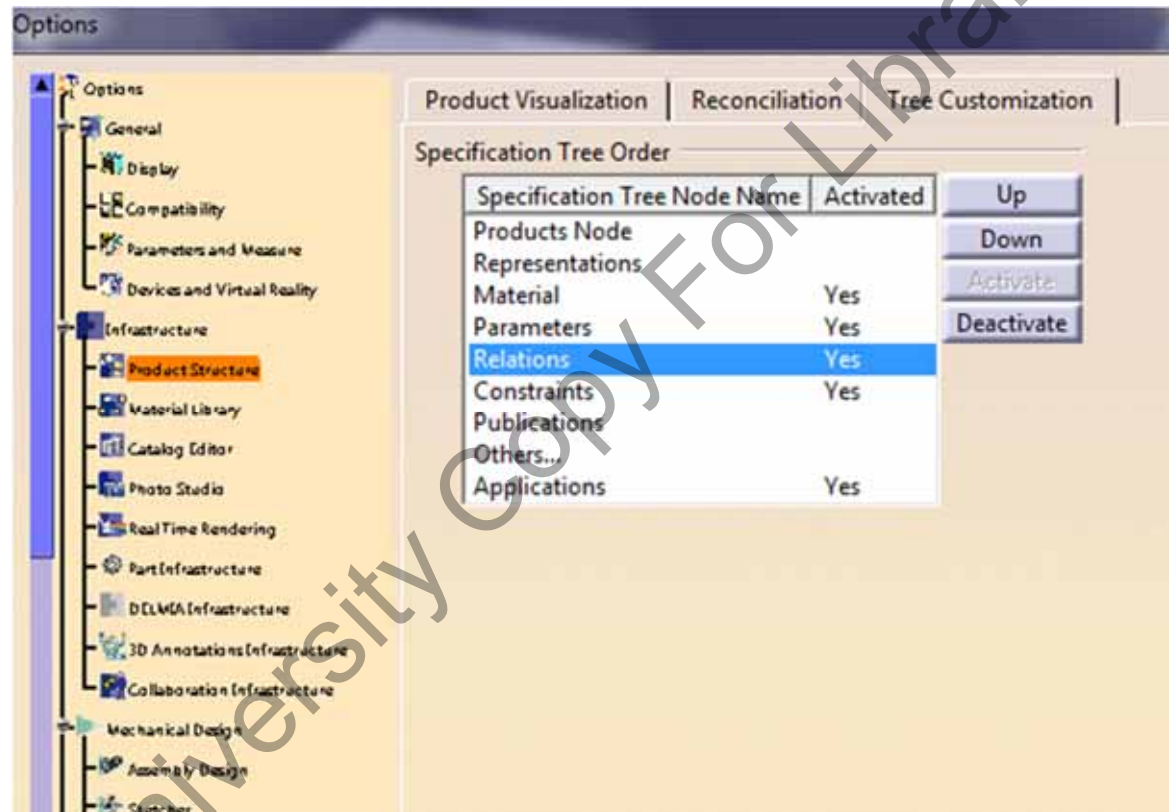 Options
Options
General
Display
Compatibility
Parameters and Measure
Devices and Virtual Reality
Infrastructure
Product Structure
Material Library
Catalog Editor
Photo Studio
Real Time Rendering
Part Infrastructure
DELMIA Infrastructure
3D Annotations Infrastructure
Collaboration Infrastructure
Mechanical Design
Assembly Design
Sketcher
Product Visualization Reconciliation Tree Customization
Specification Tree Order
Specification Tree Node Name Activated
Products Node
Representations
Material Yes
Parameters Yes
Relations Yes
Constraints Yes
Publications
Others...
Applications Yes
Up
Down
Activate
Deactivate
University Copy For Librar